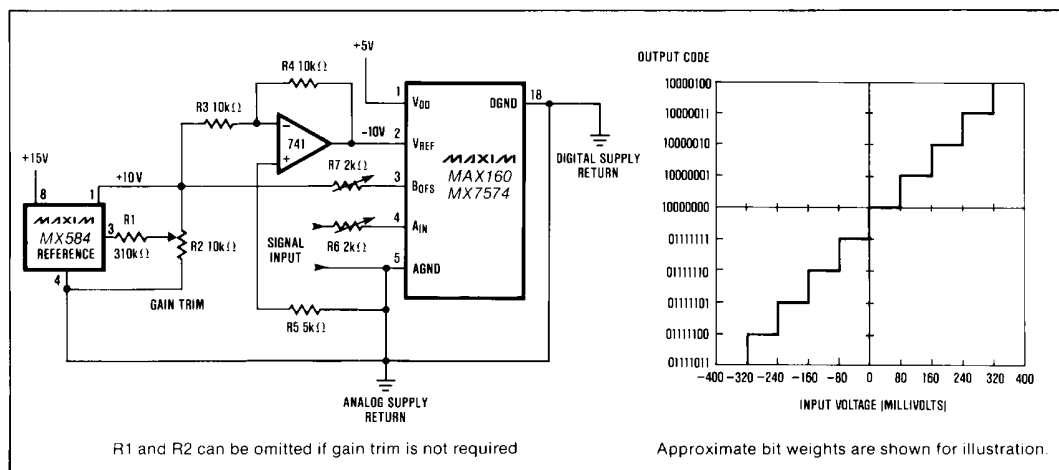 +5V
R4 10kΩ
R3 10kΩ
741
−
+
-10V
R7 2kΩ
R6 2kΩ
SIGNAL
INPUT
R5 5kΩ
+15V
+10V
8
1
MAXIM
MX584
REFERENCE
3
4
R1
310kΩ
R2 10kΩ
GAIN TRIM
1
VDD
2
VREF
3
BOFS
4
AIN
5
AGND
DGND
18
MAXIM
MAX160
MX7574
DIGITAL SUPPLY
RETURN
ANALOG SUPPLY
RETURN
R1 and R2 can be omitted if gain trim is not required
OUTPUT CODE
10000100
10000011
10000010
10000001
10000000
01111111
01111110
01111101
01111100
01111011
−400 −320 −240 −160 −80 0 80 160 240 320 400
INPUT VOLTAGE (MILLIVOLTS)
Approximate bit weights are shown for illustration.